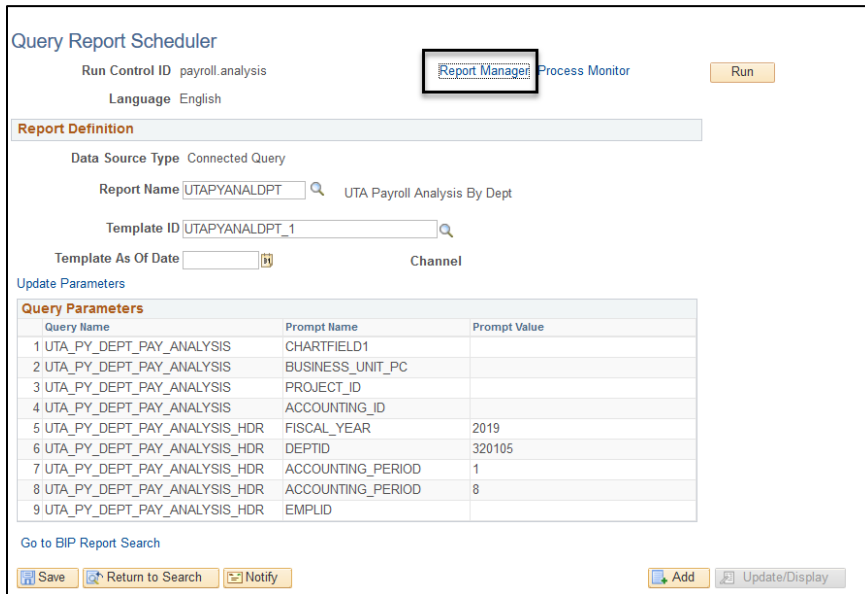 Query Report Scheduler
Run Control ID payroll.analysis Report Manager Process Monitor Run
Language English
Report Definition
Data Source Type Connected Query
Report Name UTAPYANALDPT UTA Payroll Analysis By Dept
Template ID UTAPYANALDPT_1
Template As Of Date Channel
Update Parameters
Query Parameters
Query Name Prompt Name Prompt Value
1 UTA_PY_DEPT_PAY_ANALYSIS CHARTFIELD1
2 UTA_PY_DEPT_PAY_ANALYSIS BUSINESS_UNIT_PC
3 UTA_PY_DEPT_PAY_ANALYSIS PROJECT_ID
4 UTA_PY_DEPT_PAY_ANALYSIS ACCOUNTING_ID
5 UTA_PY_DEPT_PAY_ANALYSIS_HDR FISCAL_YEAR 2019
6 UTA_PY_DEPT_PAY_ANALYSIS_HDR DEPTID 320105
7 UTA_PY_DEPT_PAY_ANALYSIS_HDR ACCOUNTING_PERIOD 1
8 UTA_PY_DEPT_PAY_ANALYSIS_HDR ACCOUNTING_PERIOD 8
9 UTA_PY_DEPT_PAY_ANALYSIS_HDR EMPLID
Go to BIP Report Search
Save Return to Search Notify Add Update/Display